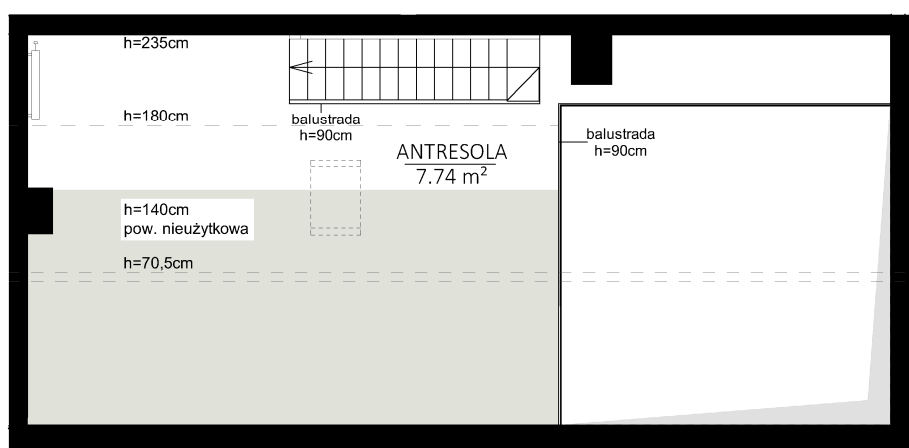 h=235cm
h=180cm
balustrada
h=90cm
balustrada
h=90cm
ANTRESOLA
7.74 m²
h=140cm
pow. nieużytkowa
h=70,5cm